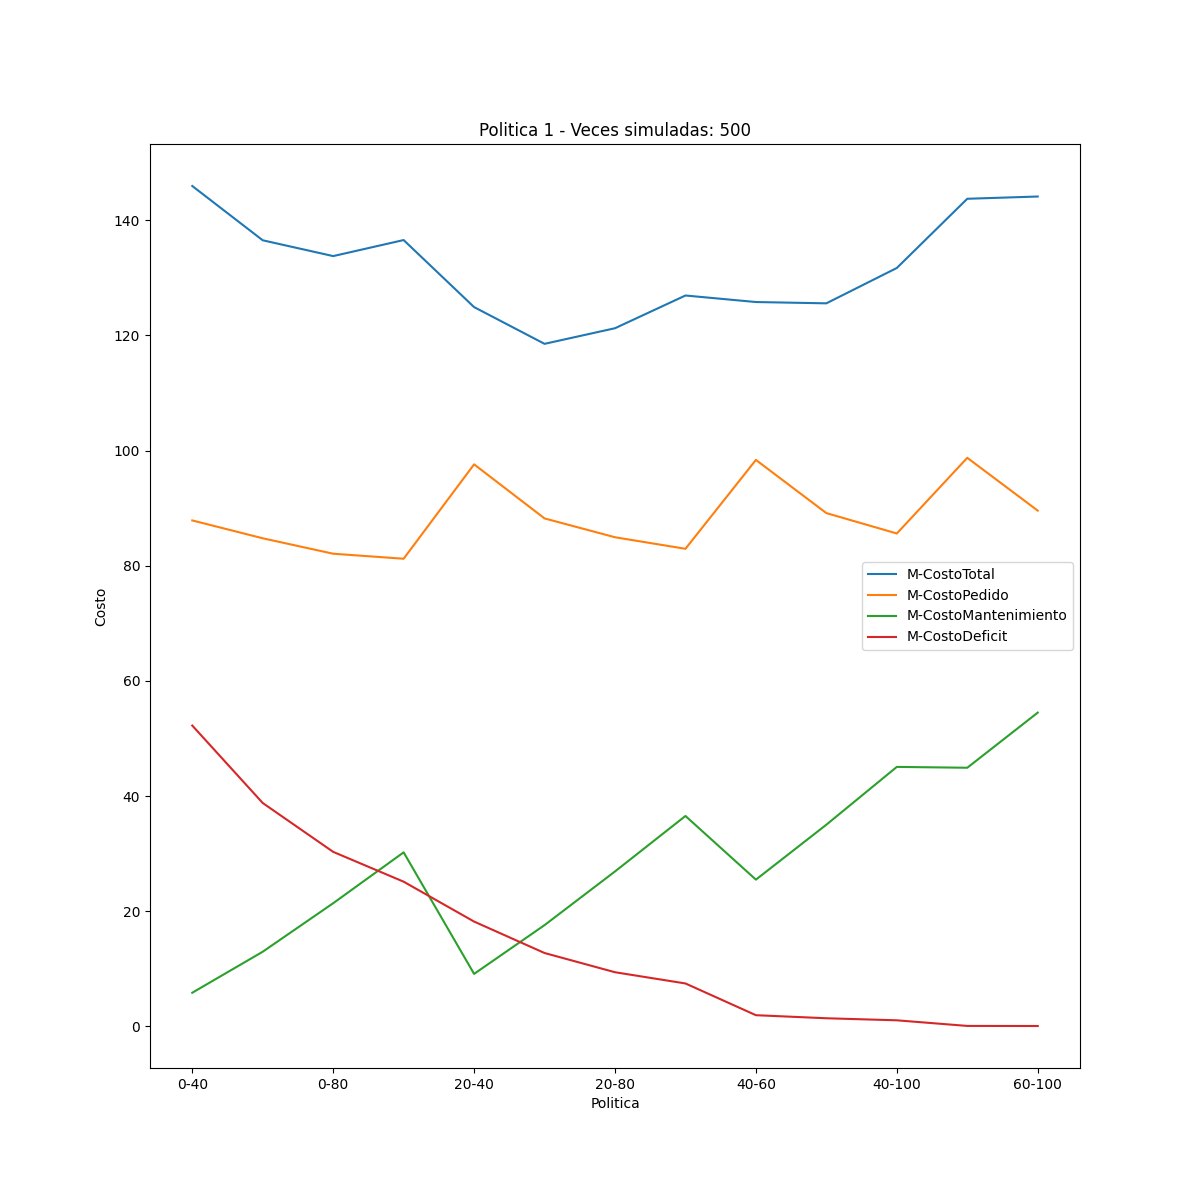 Politica 1 - Veces simuladas: 500
140
120
100
80
60
40
20
0
Costo
M-CostoTotal
M-CostoPedido
M-CostoMantenimiento
M-CostoDeficit
0-40
0-80
20-40
20-80
40-60
40-100
60-100
Politica